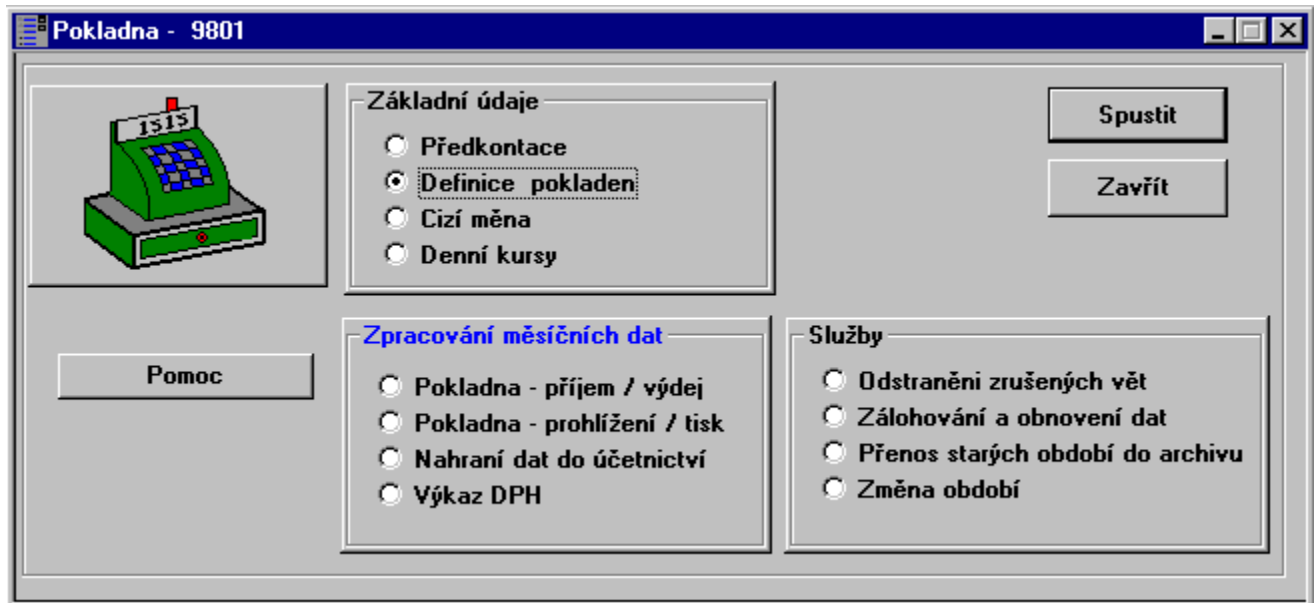 Pokladna - 9801
1515
Základní údaje
Předkontace
Definice pokladen
Cizí měna
Denní kursy
Spustit
Zavřít
Pomoc
Zpracování měsíčních dat
Pokladna - příjem / výdej
Pokladna - prohlížení / tisk
Nahraní dat do účetnictví
Výkaz DPH
Služby
Odstraněni zrušených vět
Zálohování a obnovení dat
Přenos starých období do archivu
Změna období